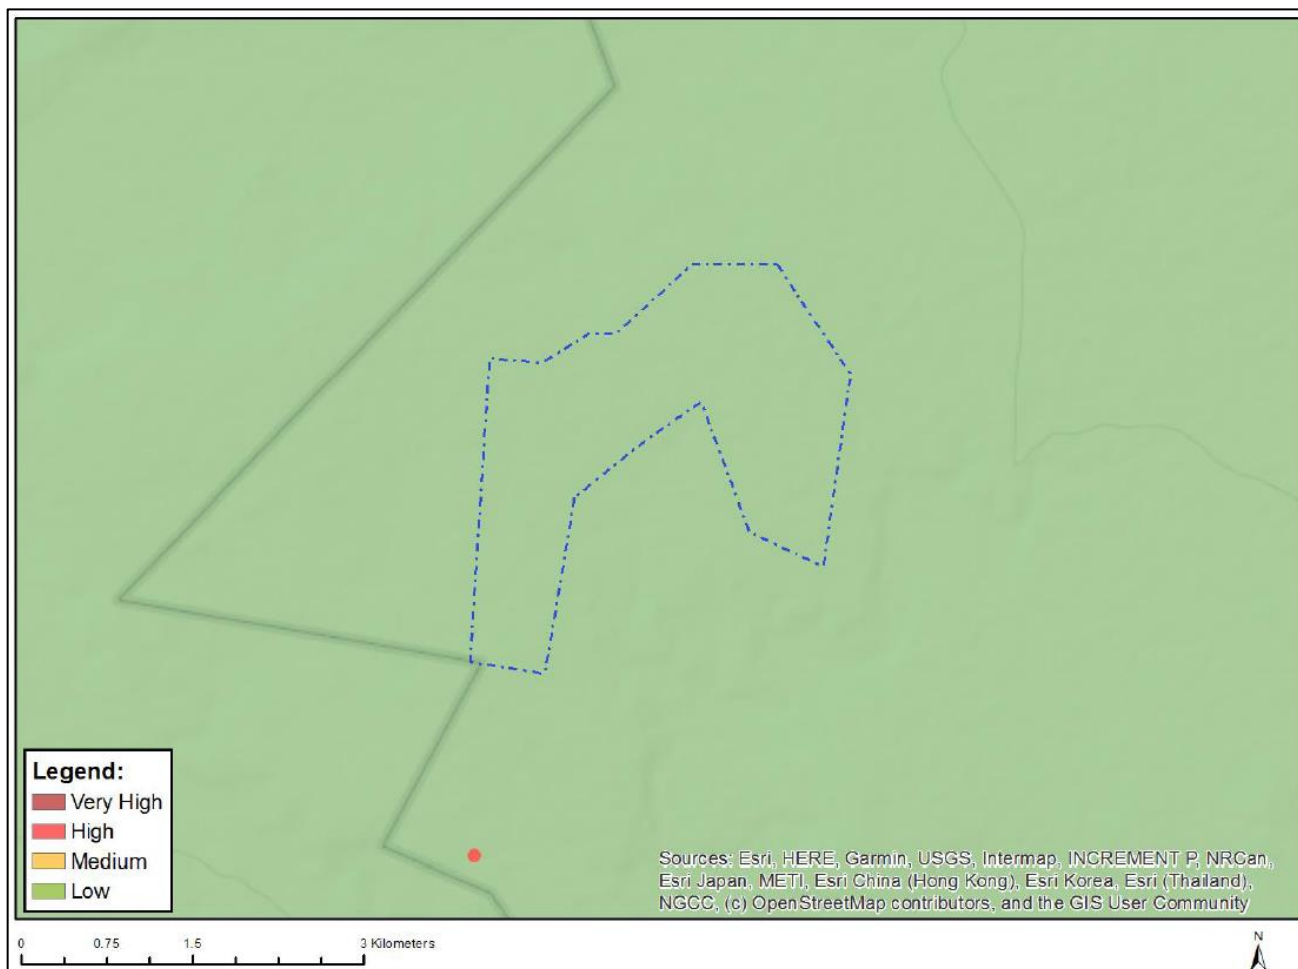 Legend:
Very High
High
Medium
Low
Sources: Esri, HERE, Garmin, USGS, Intermap, INCREMENT P, NRCan,
Esri Japan, METI, Esri China (Hong Kong), Esri Korea, Esri (Thailand),
NGCC, (c) OpenStreetMap contributors, and the GIS User Community
0 0.75 1.5 3 Kilometers
N